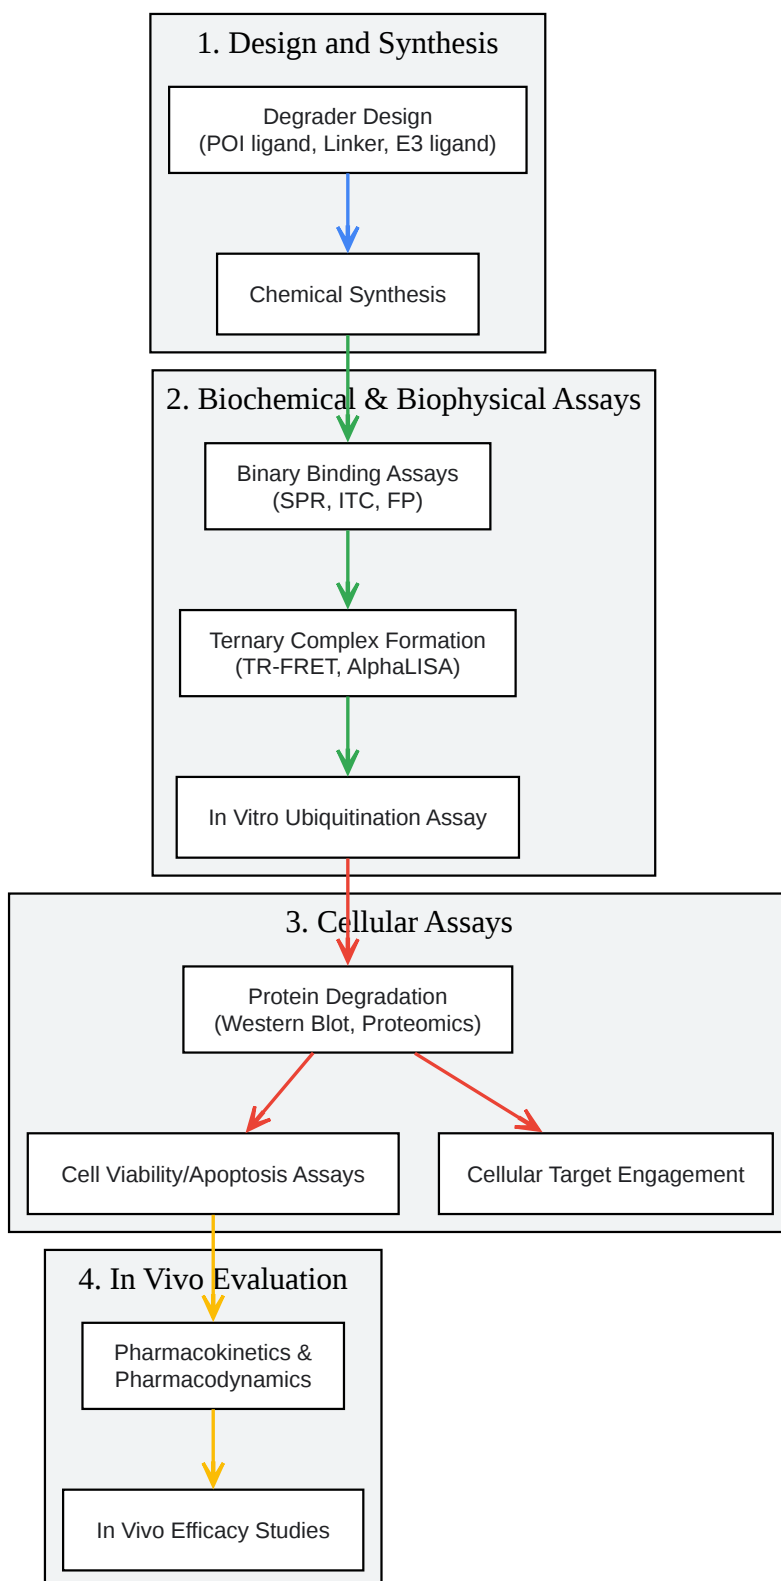 1. Design and Synthesis
Degrader Design
(POI ligand, Linker, E3 ligand)
Chemical Synthesis
2. Biochemical & Biophysical Assays
Binary Binding Assays
(SPR, ITC, FP)
Ternary Complex Formation
(TR-FRET, AlphaLISA)
In Vitro Ubiquitination Assay
3. Cellular Assays
Protein Degradation
(Western Blot, Proteomics)
Cell Viability/Apoptosis Assays
Cellular Target Engagement
4. In Vivo Evaluation
Pharmacokinetics &
Pharmacodynamics
In Vivo Efficacy Studies